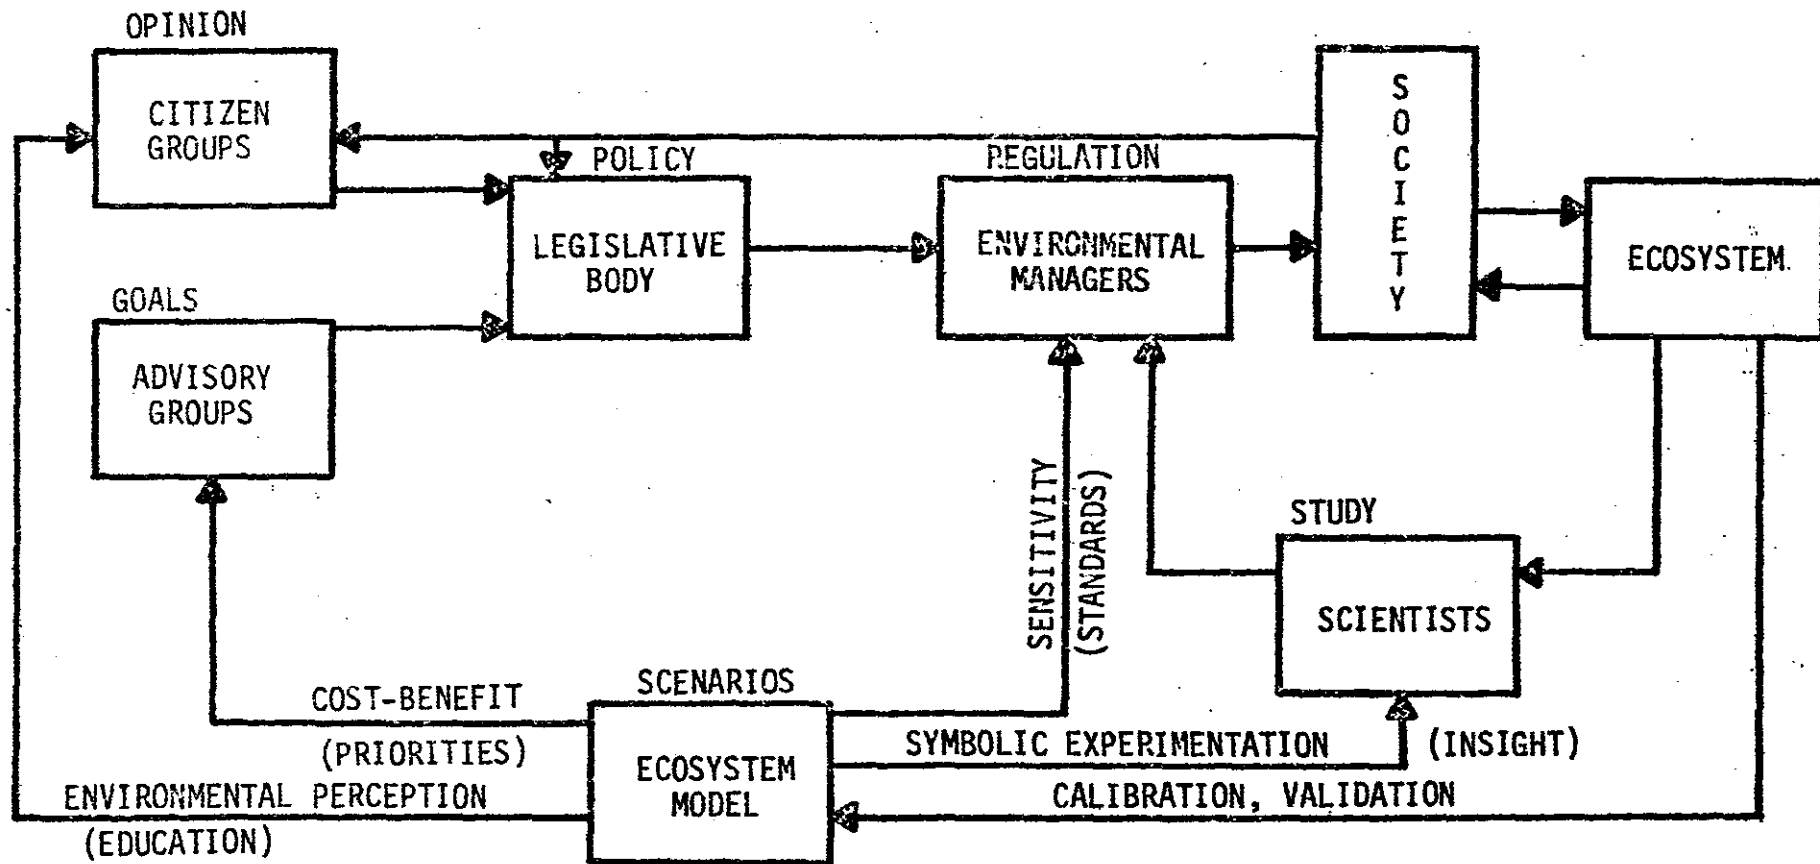 OPINION
CITIZEN
GROUPS
POLICY
REGULATION
SOCIETY
LEGISLATIVE
BODY
ENVIRONMENTAL
MANAGERS
ECOSYSTEM
GOALS
ADVISORY
GROUPS
SENSITIVITY
(STANDARDS)
STUDY
SCIENTISTS
COST-BENEFIT
(PRIORITIES)
SCENARIOS
ECOSYSTEM
MODEL
SYMBOLIC EXPERIMENTATION
(INSIGHT)
ENVIRONMENTAL PERCEPTION
(EDUCATION)
CALIBRATION, VALIDATION